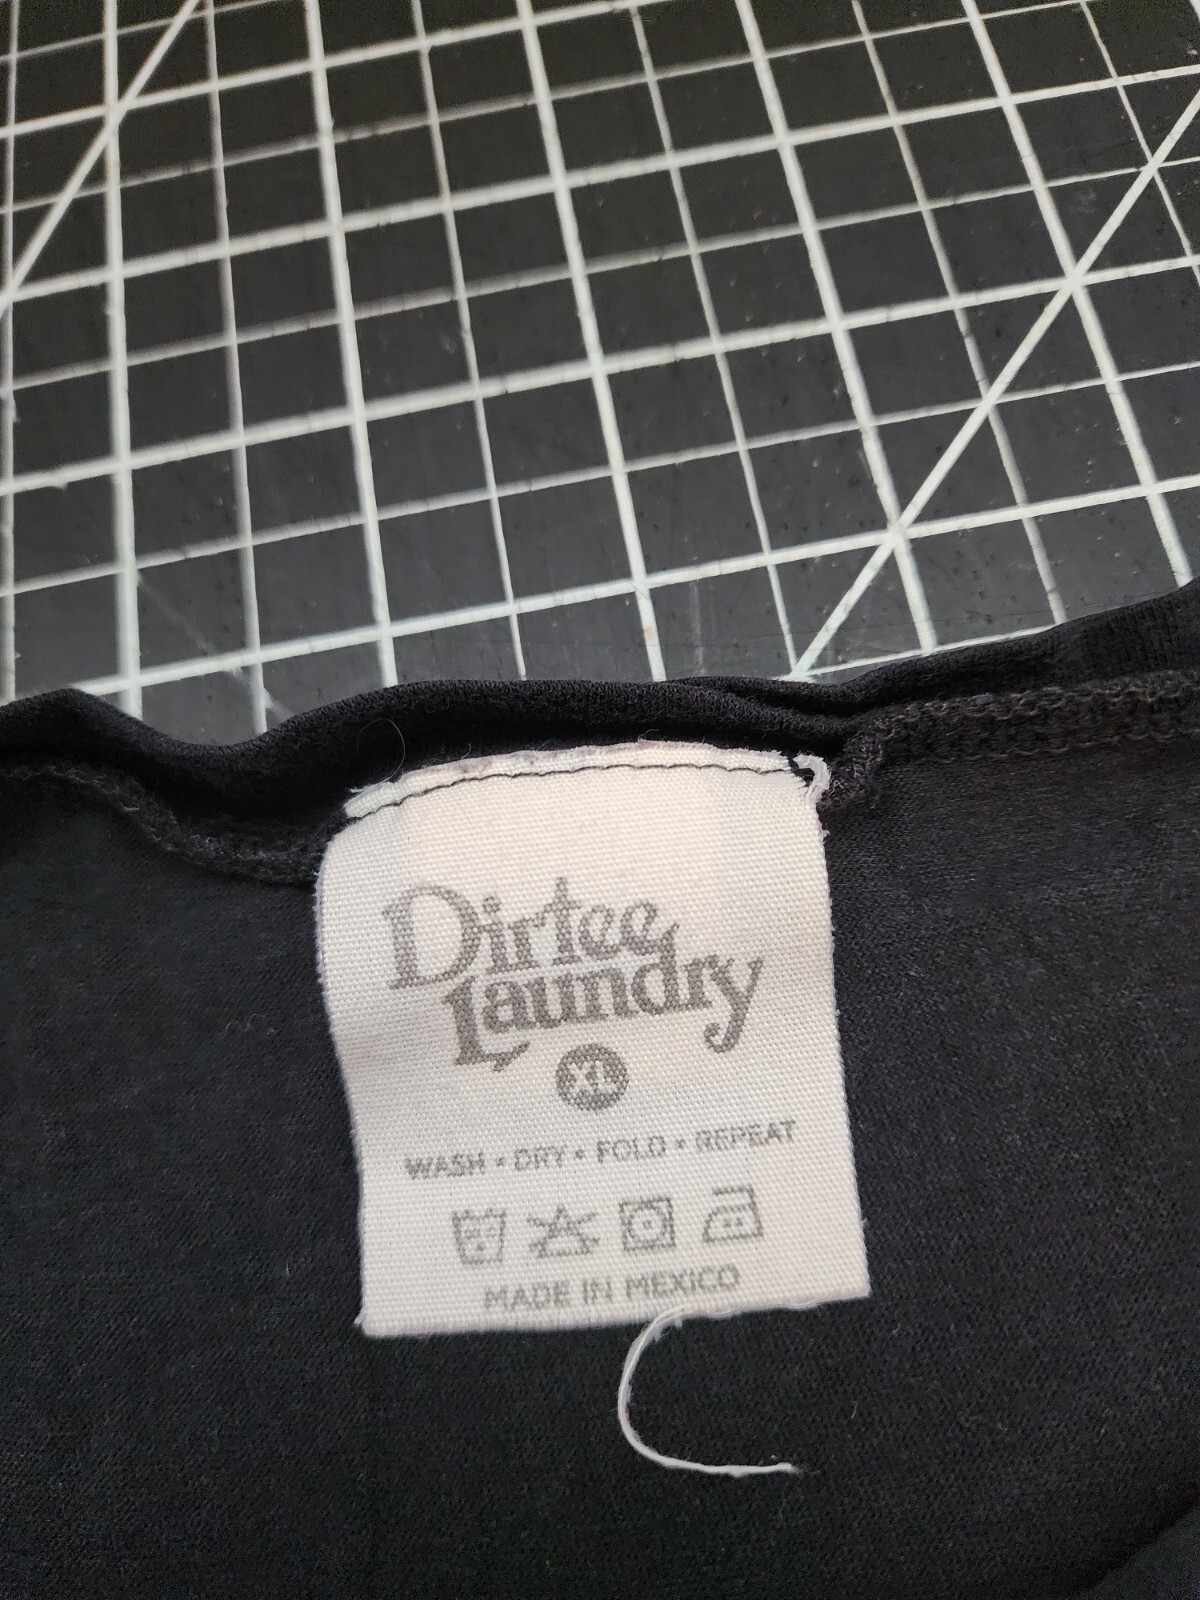 Dirtee
Laundry
XL
WASH • DRY • FOLD • REPEAT
MADE IN MEXICO